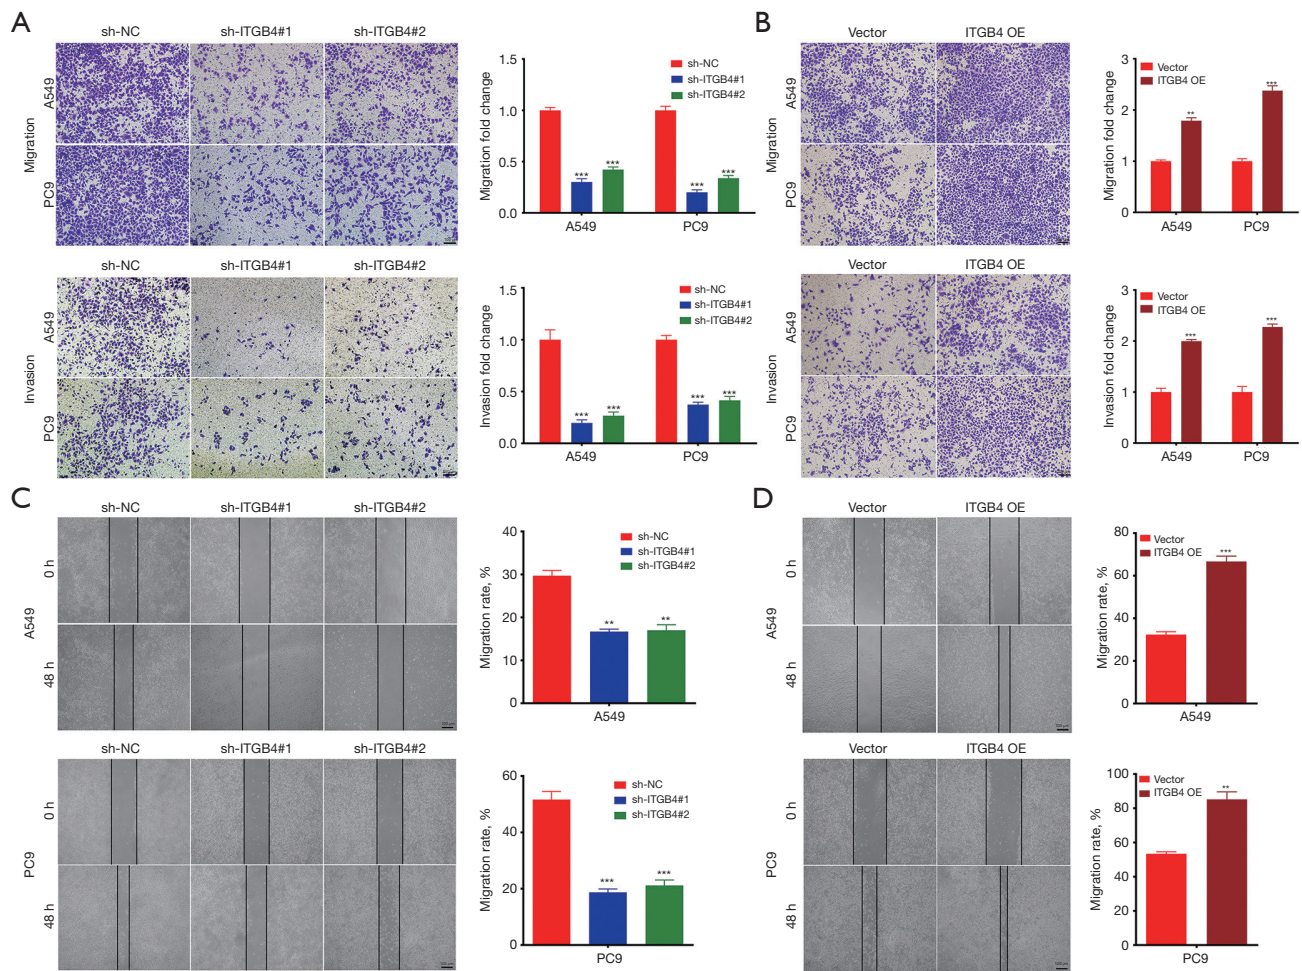 A
sh-NC sh-ITGB4#1 sh-ITGB4#2
Migration
A549
PC9
Migration fold change
1.5
1.0
0.5
0.0
sh-NC
sh-ITGB4#1
sh-ITGB4#2
*** *** *** ***
A549 PC9
sh-NC sh-ITGB4#1 sh-ITGB4#2
Invasion
A549
PC9
Invasion fold change
1.5
1.0
0.5
0.0
sh-NC
sh-ITGB4#1
sh-ITGB4#2
*** *** *** ***
A549 PC9
B
Vector ITGB4 OE
Migration
A549
PC9
Migration fold change
3
2
1
0
Vector
ITGB4 OE
** ***
A549 PC9
Vector ITGB4 OE
Invasion
A549
PC9
Invasion fold change
3
2
1
0
Vector
ITGB4 OE
*** ***
A549 PC9
C
sh-NC sh-ITGB4#1 sh-ITGB4#2
A549
0 h
48 h
Migration rate, %
40
30
20
10
0
sh-NC
sh-ITGB4#1
sh-ITGB4#2
** **
A549
sh-NC sh-ITGB4#1 sh-ITGB4#2
PC9
0 h
48 h
Migration rate, %
60
40
20
0
sh-NC
sh-ITGB4#1
sh-ITGB4#2
*** ***
PC9
D
Vector ITGB4 OE
A549
0 h
48 h
Migration rate, %
80
60
40
20
0
Vector
ITGB4 OE
***
A549
Vector ITGB4 OE
PC9
0 h
48 h
Migration rate, %
100
80
60
40
20
0
Vector
ITGB4 OE
**
PC9